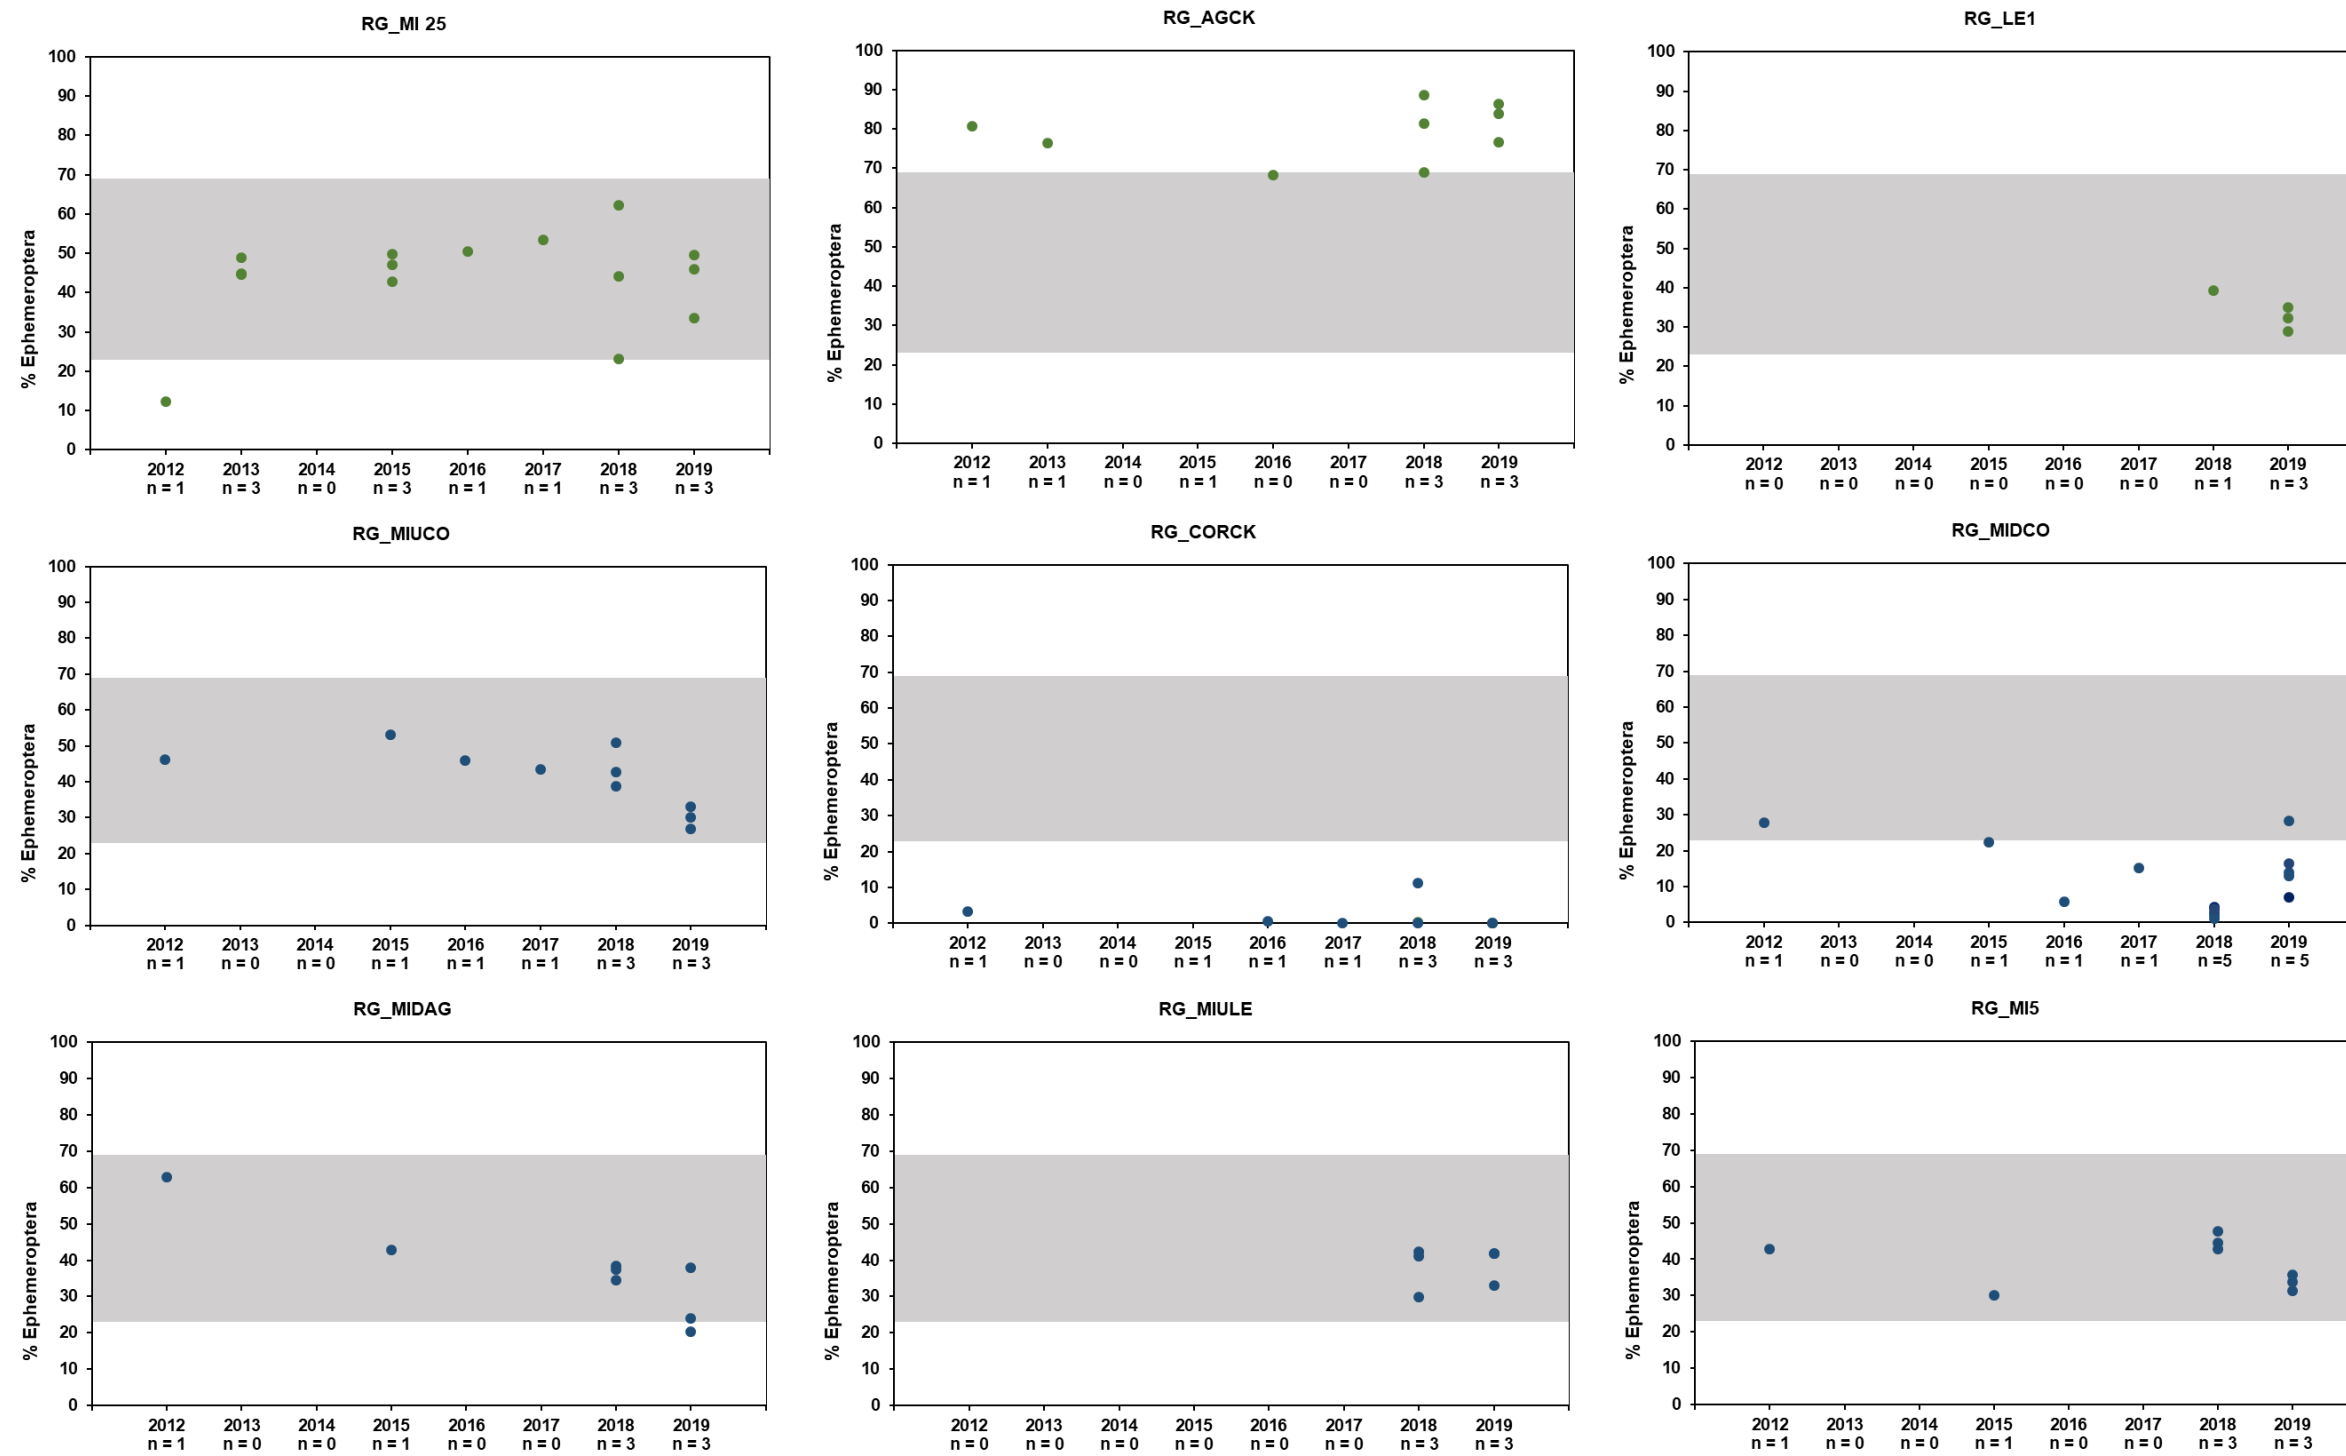 RG_MI 25
100
90
80
70
60
50
40
30
20
10
0
% Ephemeroptera
2012 2013 2014 2015 2016 2017 2018 2019
n = 1 n = 3 n = 0 n = 3 n = 1 n = 1 n = 3 n = 3
RG_AGCK
100
90
80
70
60
50
40
30
20
10
0
% Ephemeroptera
2012 2013 2014 2015 2016 2017 2018 2019
n = 1 n = 1 n = 0 n = 1 n = 0 n = 0 n = 3 n = 3
RG_LE1
100
90
80
70
60
50
40
30
20
10
0
% Ephemeroptera
2012 2013 2014 2015 2016 2017 2018 2019
n = 0 n = 0 n = 0 n = 0 n = 0 n = 0 n = 1 n = 3
RG_MIUCO
100
90
80
70
60
50
40
30
20
10
0
% Ephemeroptera
2012 2013 2014 2015 2016 2017 2018 2019
n = 1 n = 0 n = 0 n = 1 n = 1 n = 1 n = 3 n = 3
RG_CORCK
100
90
80
70
60
50
40
30
20
10
0
% Ephemeroptera
2012 2013 2014 2015 2016 2017 2018 2019
n = 1 n = 0 n = 0 n = 0 n = 1 n = 1 n = 3 n = 3
RG_MIDCO
100
90
80
70
60
50
40
30
20
10
0
% Ephemeroptera
2012 2013 2014 2015 2016 2017 2018 2019
n = 1 n = 0 n = 0 n = 1 n = 1 n = 1 n =5 n = 5
RG_MIDAG
100
90
80
70
60
50
40
30
20
10
0
% Ephemeroptera
2012 2013 2014 2015 2016 2017 2018 2019
n = 1 n = 0 n = 0 n = 1 n = 0 n = 0 n = 3 n = 3
RG_MIULE
100
90
80
70
60
50
40
30
20
10
0
% Ephemeroptera
2012 2013 2014 2015 2016 2017 2018 2019
n = 0 n = 0 n = 0 n = 0 n = 0 n = 0 n = 3 n = 3
RG_MI5
100
90
80
70
60
50
40
30
20
10
0
% Ephemeroptera
2012 2013 2014 2015 2016 2017 2018 2019
n = 1 n = 0 n = 0 n = 1 n = 0 n = 0 n = 3 n = 3